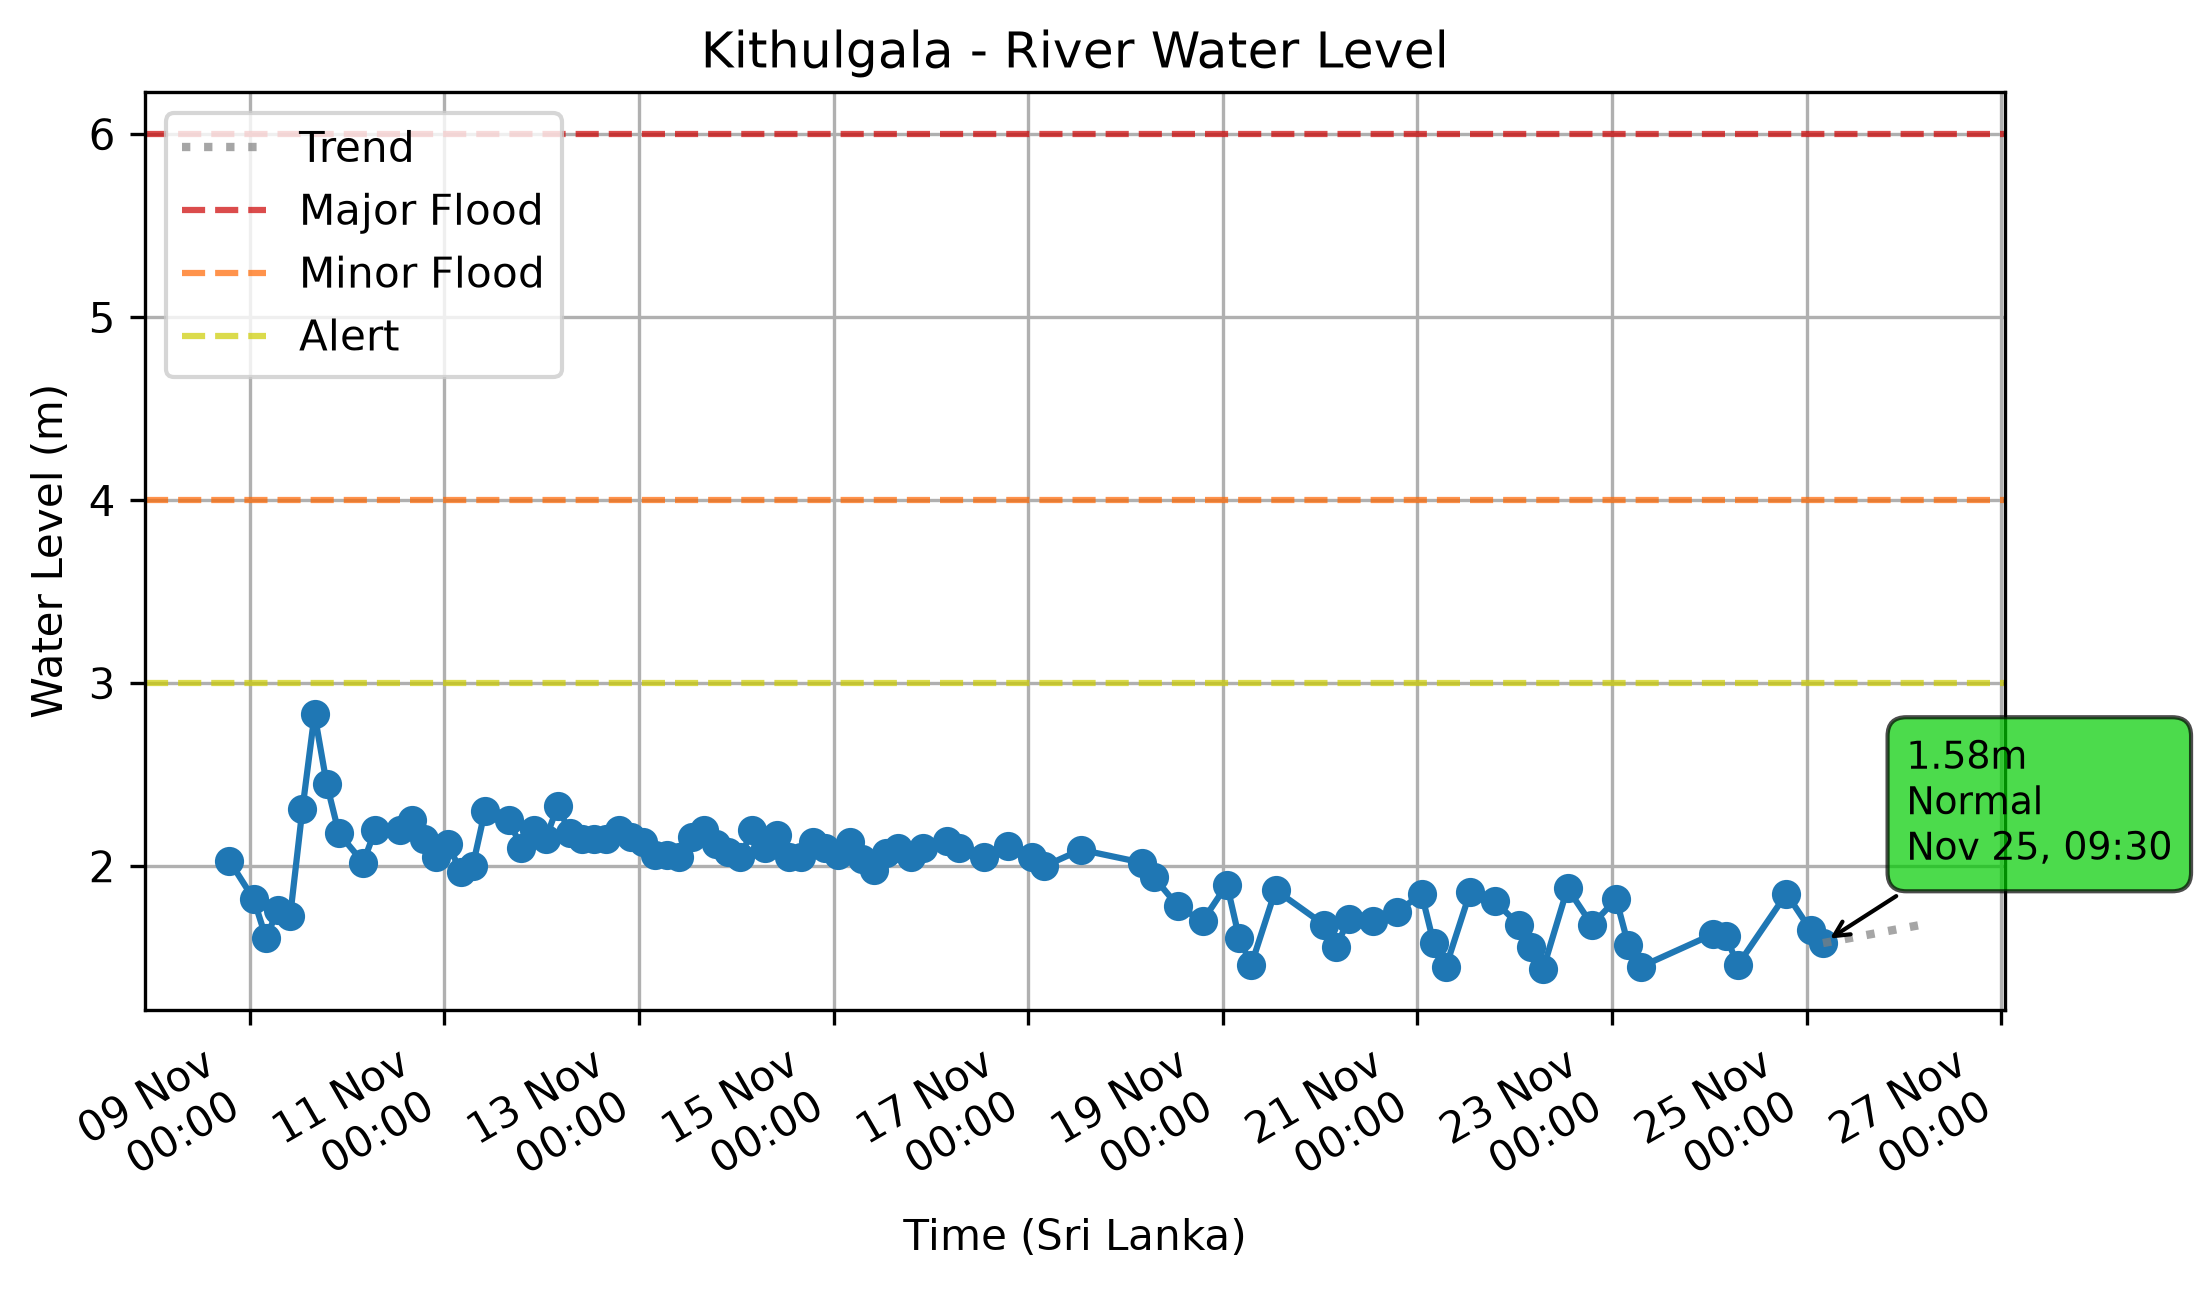 Kithulgala - River Water Level
Trend
Major Flood
Minor Flood
Alert
6
5
4
3
2
Water Level (m)
1.58m
Normal
Nov 25, 09:30
09 Nov
00:00
11 Nov
00:00
13 Nov
00:00
15 Nov
00:00
17 Nov
00:00
19 Nov
00:00
21 Nov
00:00
23 Nov
00:00
25 Nov
00:00
27 Nov
00:00
Time (Sri Lanka)